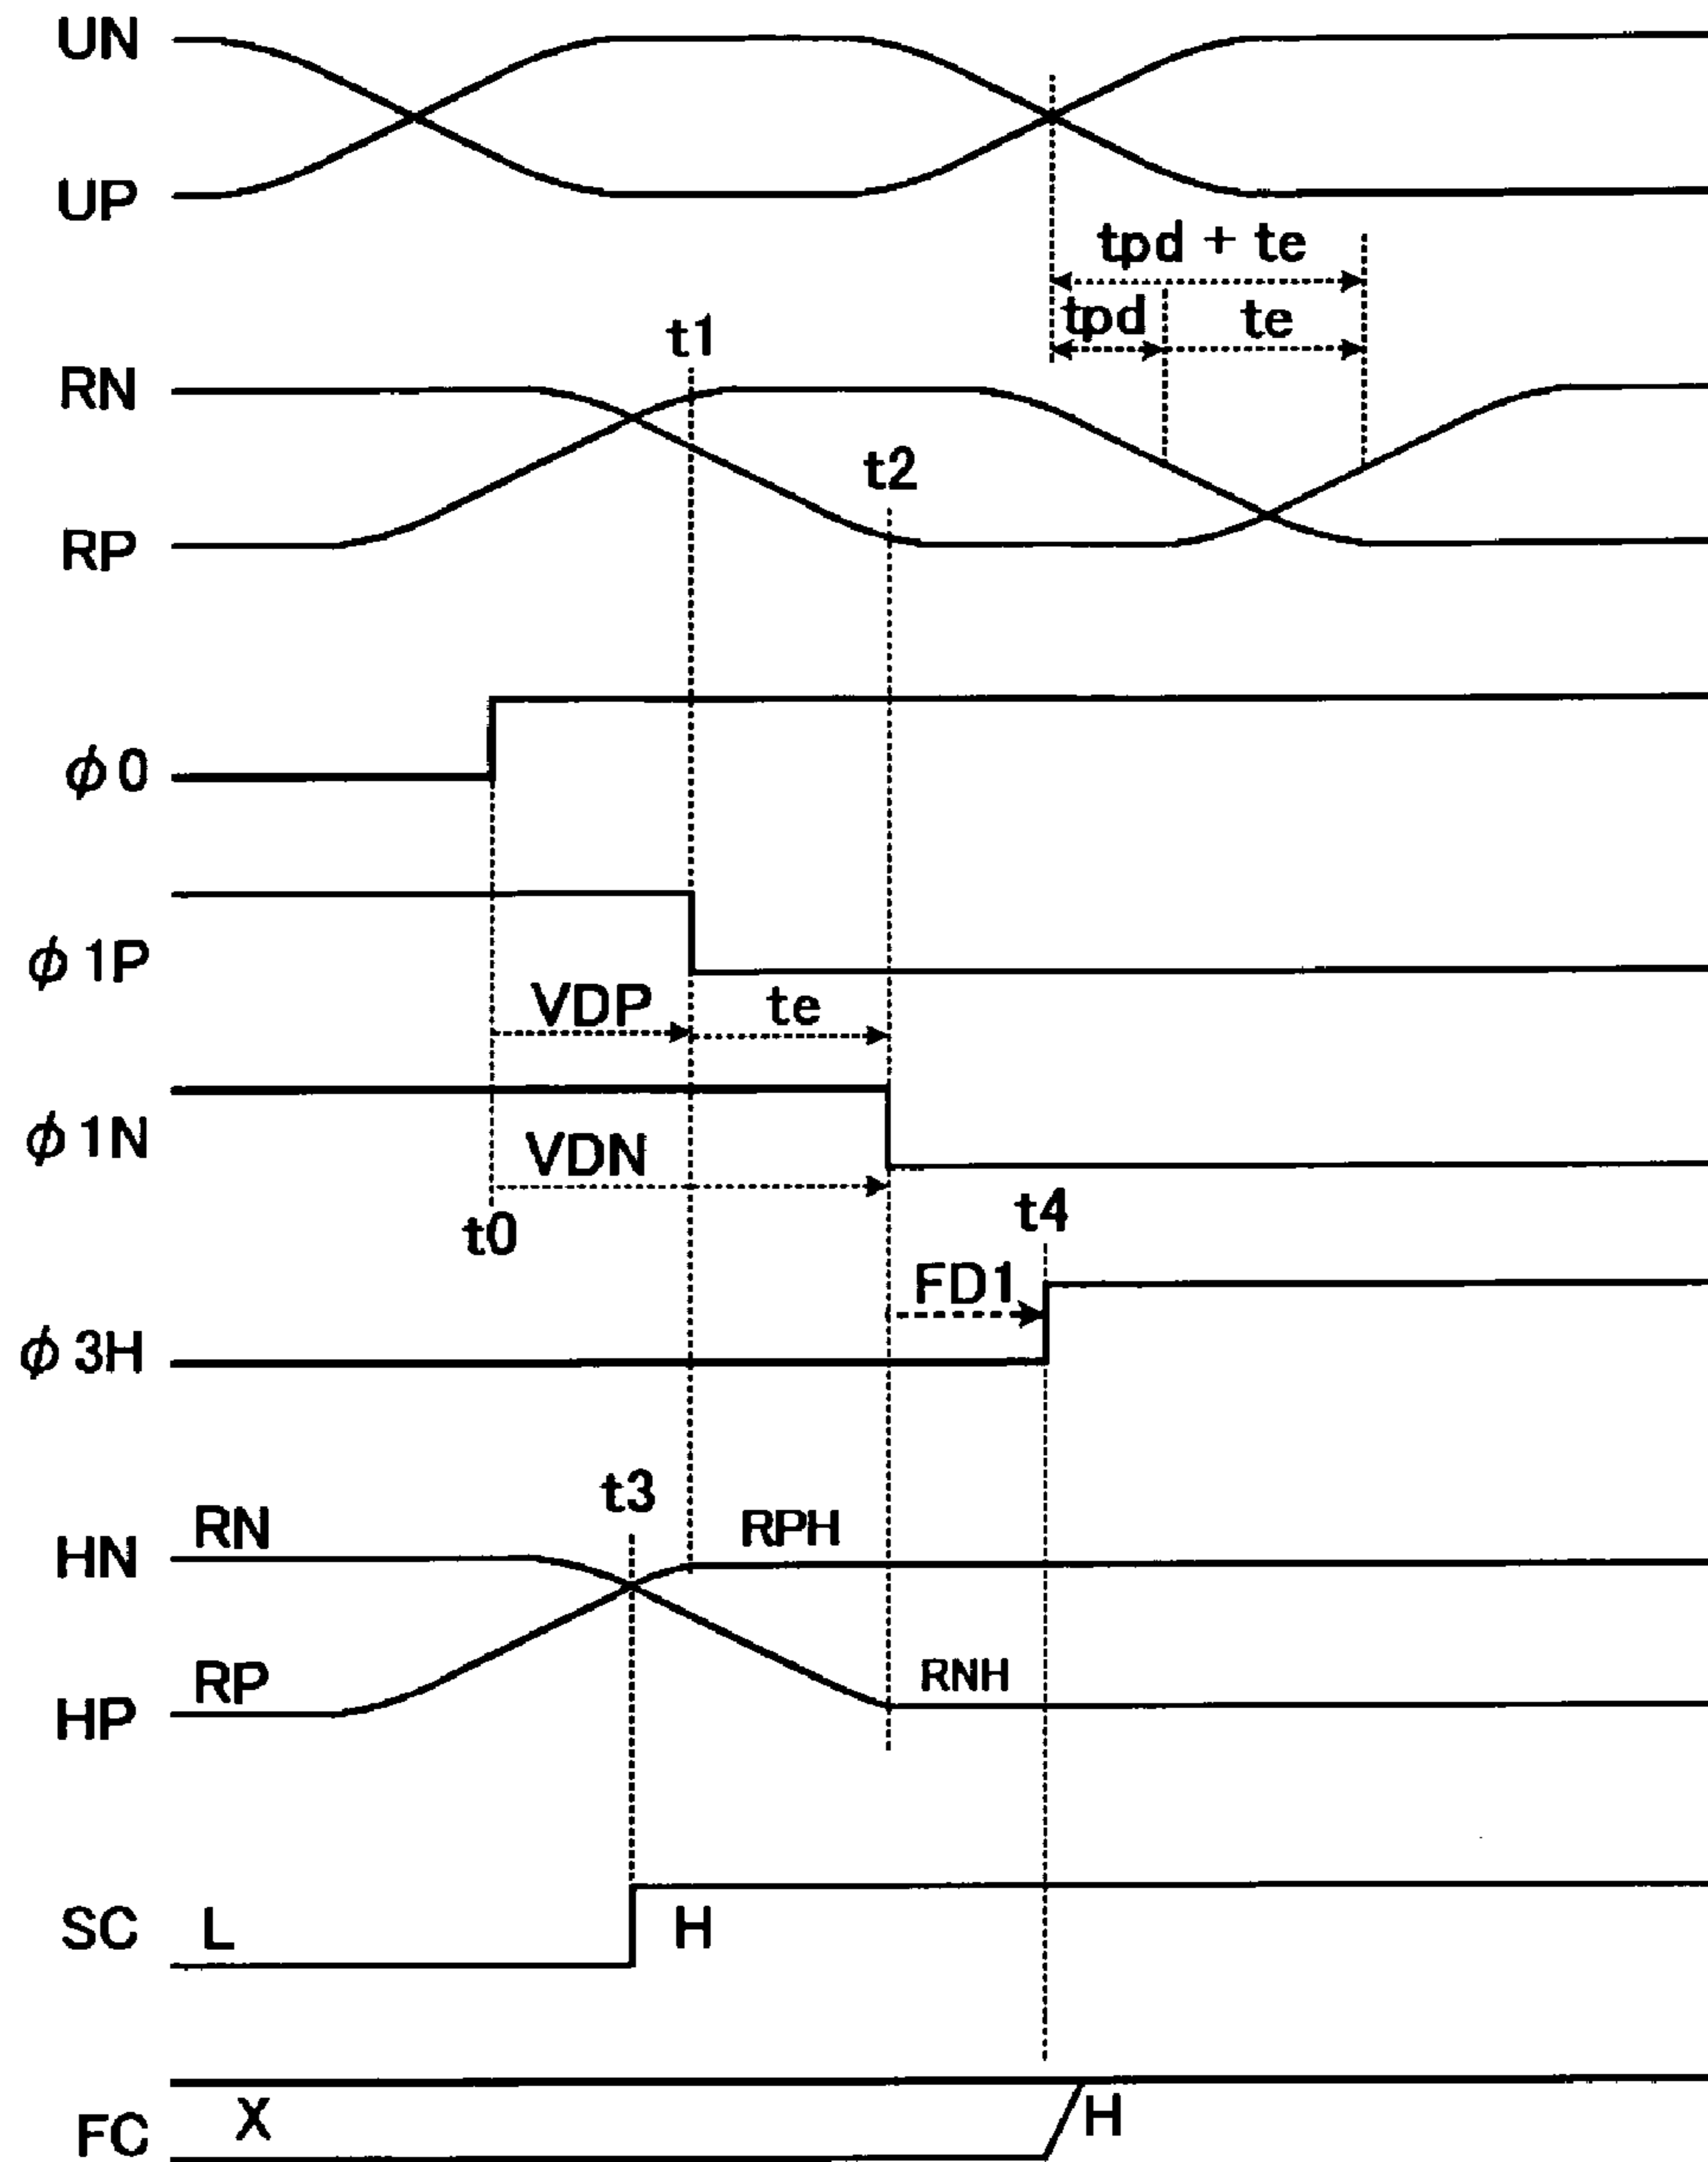 UN
UP
tpd + te
tpd te
t1
RN
t2
RP
ϕ0
ϕ1P
VDP te
ϕ1N
VDN
t0
t4
FD1
ϕ3H
t3
HN RN RPH
HP RP RNH
SC L H
FC X H